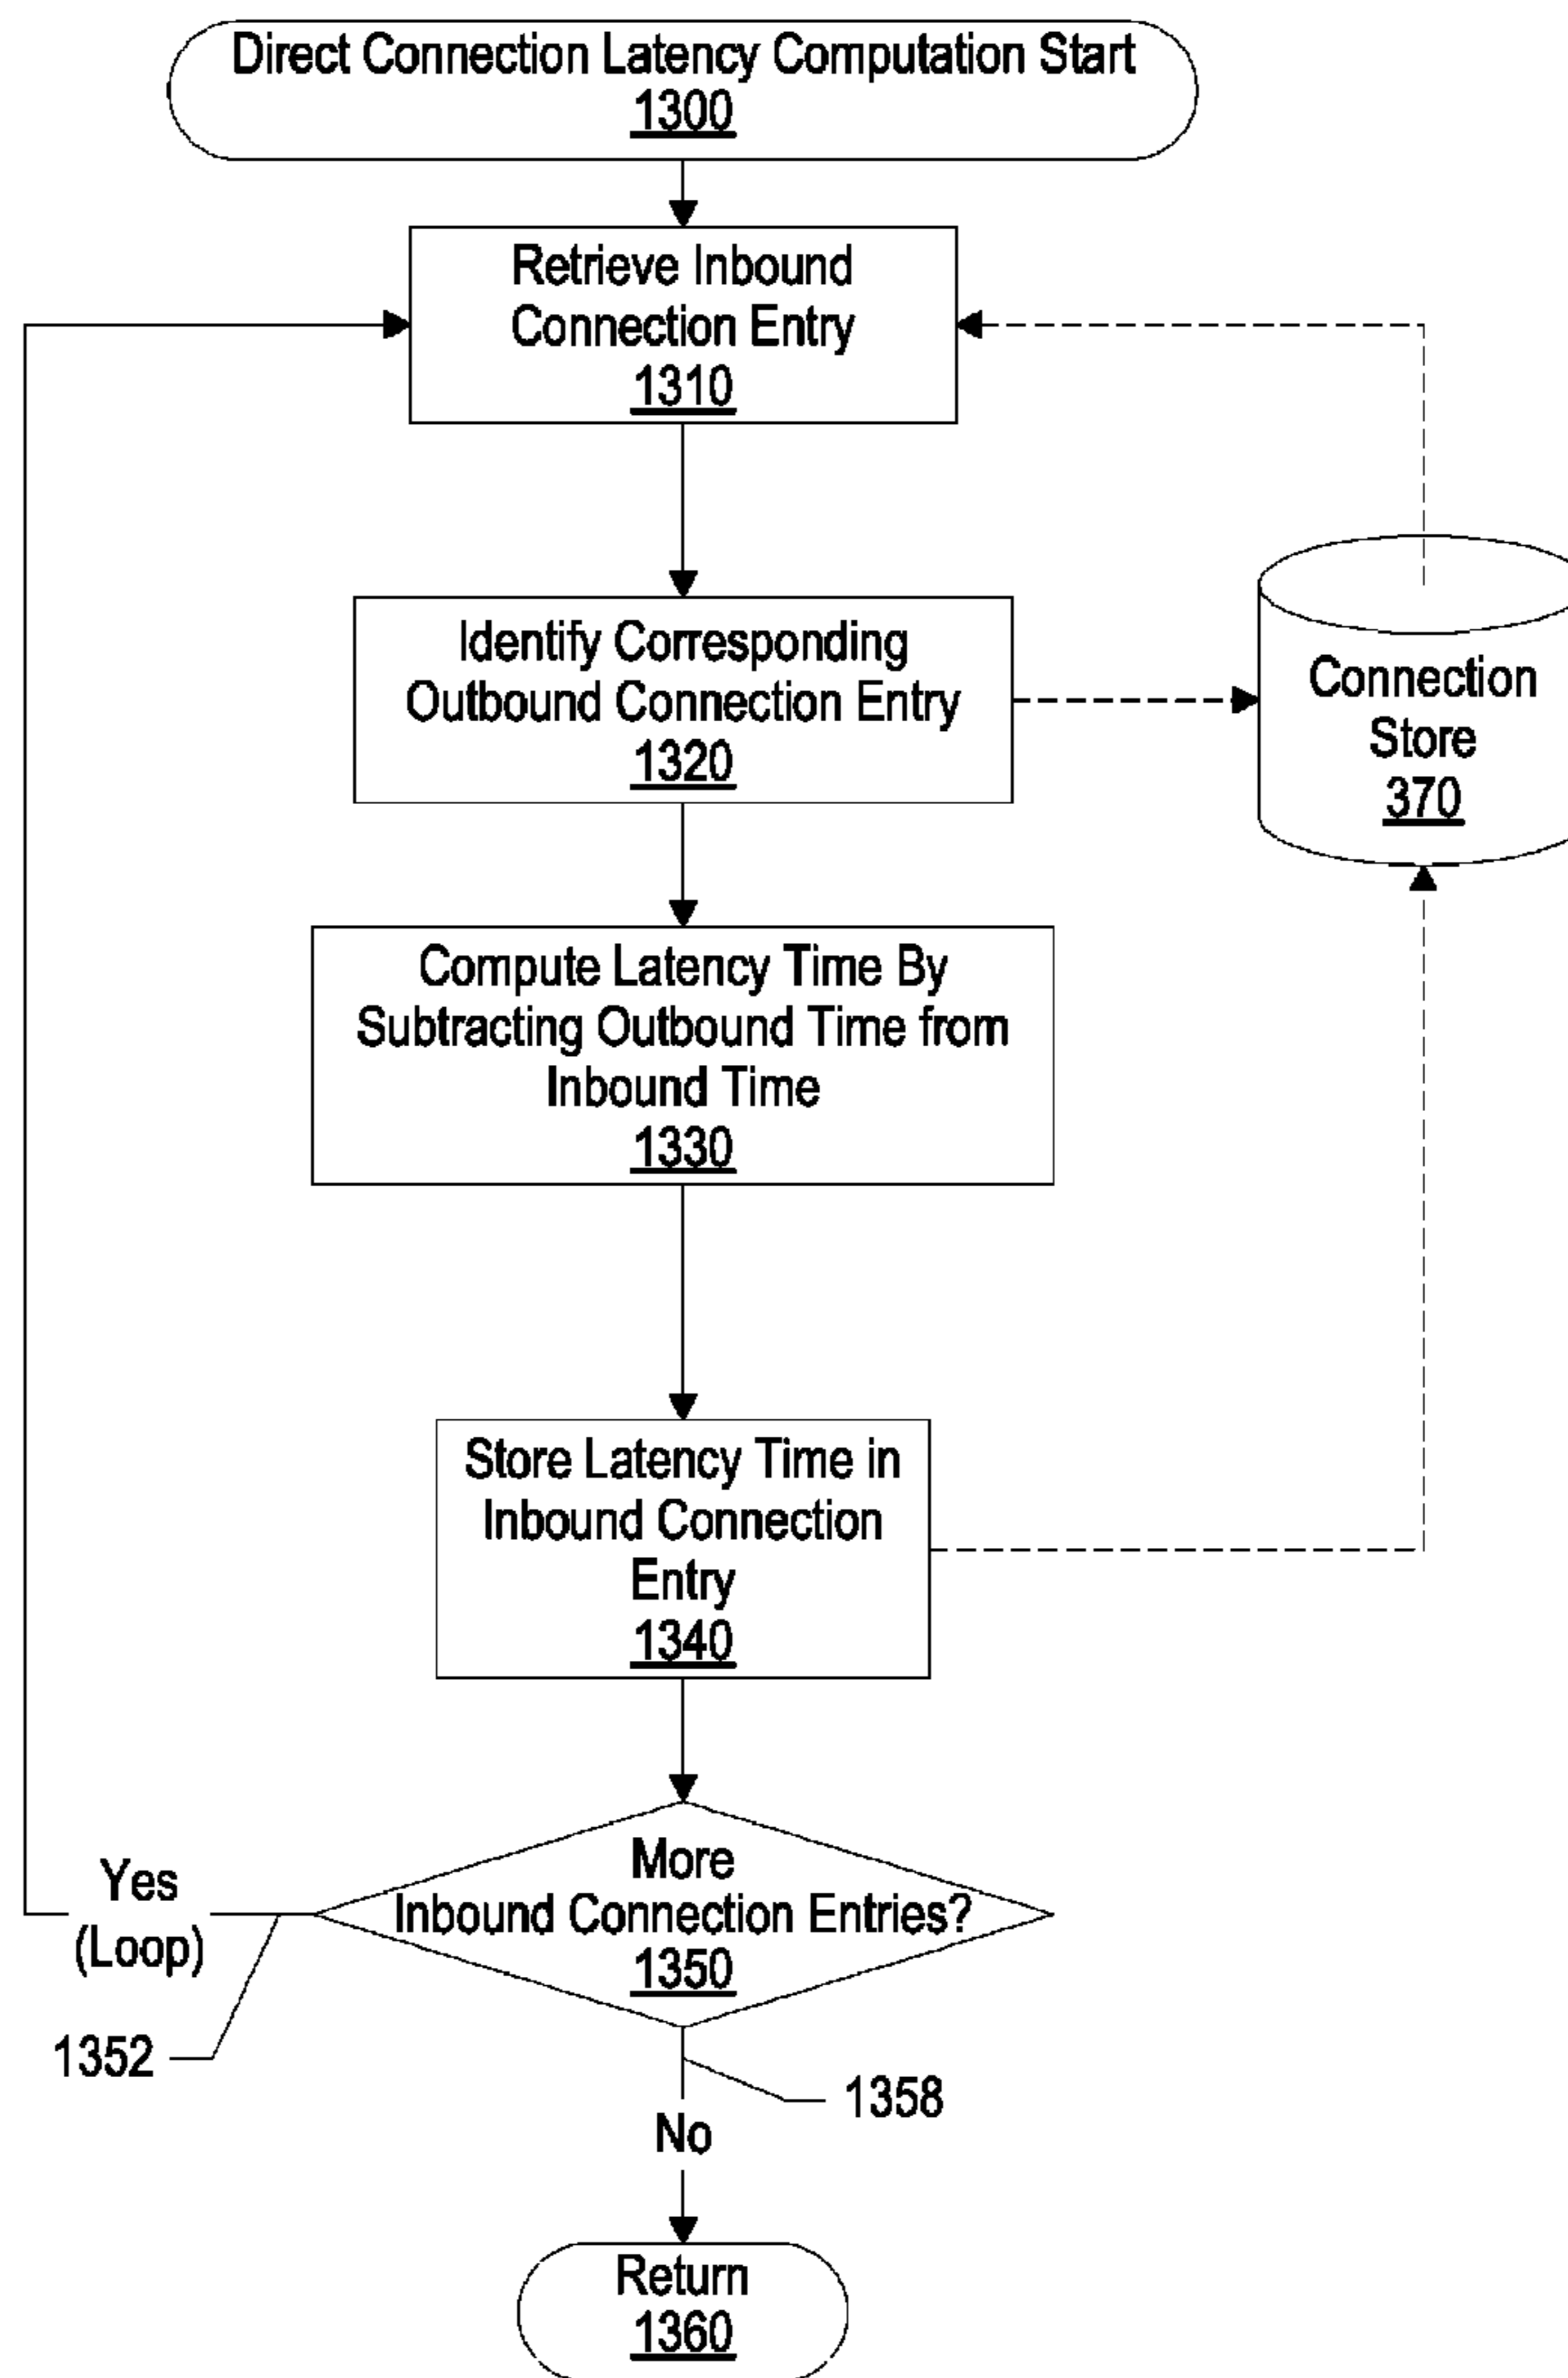 Direct Connection Latency Computation Start
1300
Retrieve Inbound
Connection Entry
1310
Identify Corresponding
Outbound Connection Entry
1320
Connection
Store
370
Compute Latency Time By
Subtracting Outbound Time from
Inbound Time
1330
Store Latency Time in
Inbound Connection
Entry
1340
More
Inbound Connection Entries?
1350
Yes
(Loop)
1352
1358
No
Return
1360